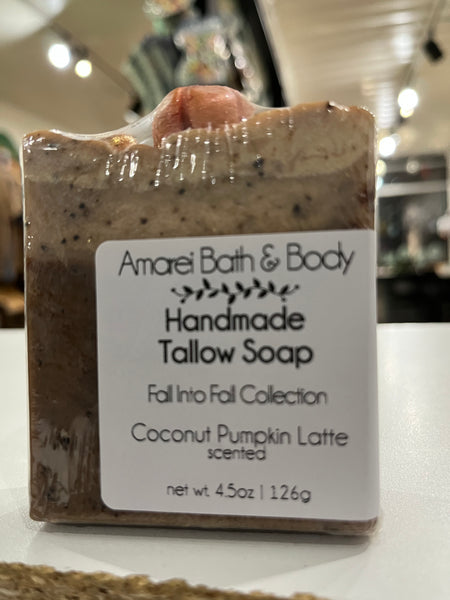 Amarei Bath & Body
Handmade
Tallow Soap
Fall Into Fall Collection
Coconut Pumpkin Latte
scented
net wt. 4.5oz | 126g